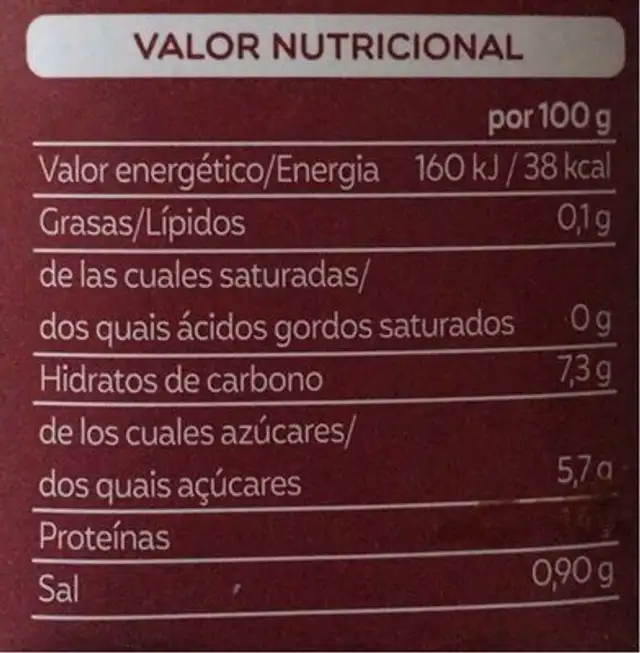 VALOR NUTRICIONAL
por 100 g
Valor energético/Energia 160 kJ / 38 kcal
Grasas/Lípidos 0,1 g
de las cuales saturadas/
dos quais ácidos gordos saturados 0 g
Hidratos de carbono 7,3 g
de los cuales azúcares/
dos quais açúcares 5,7 g
Proteínas
Sal 0,90 g